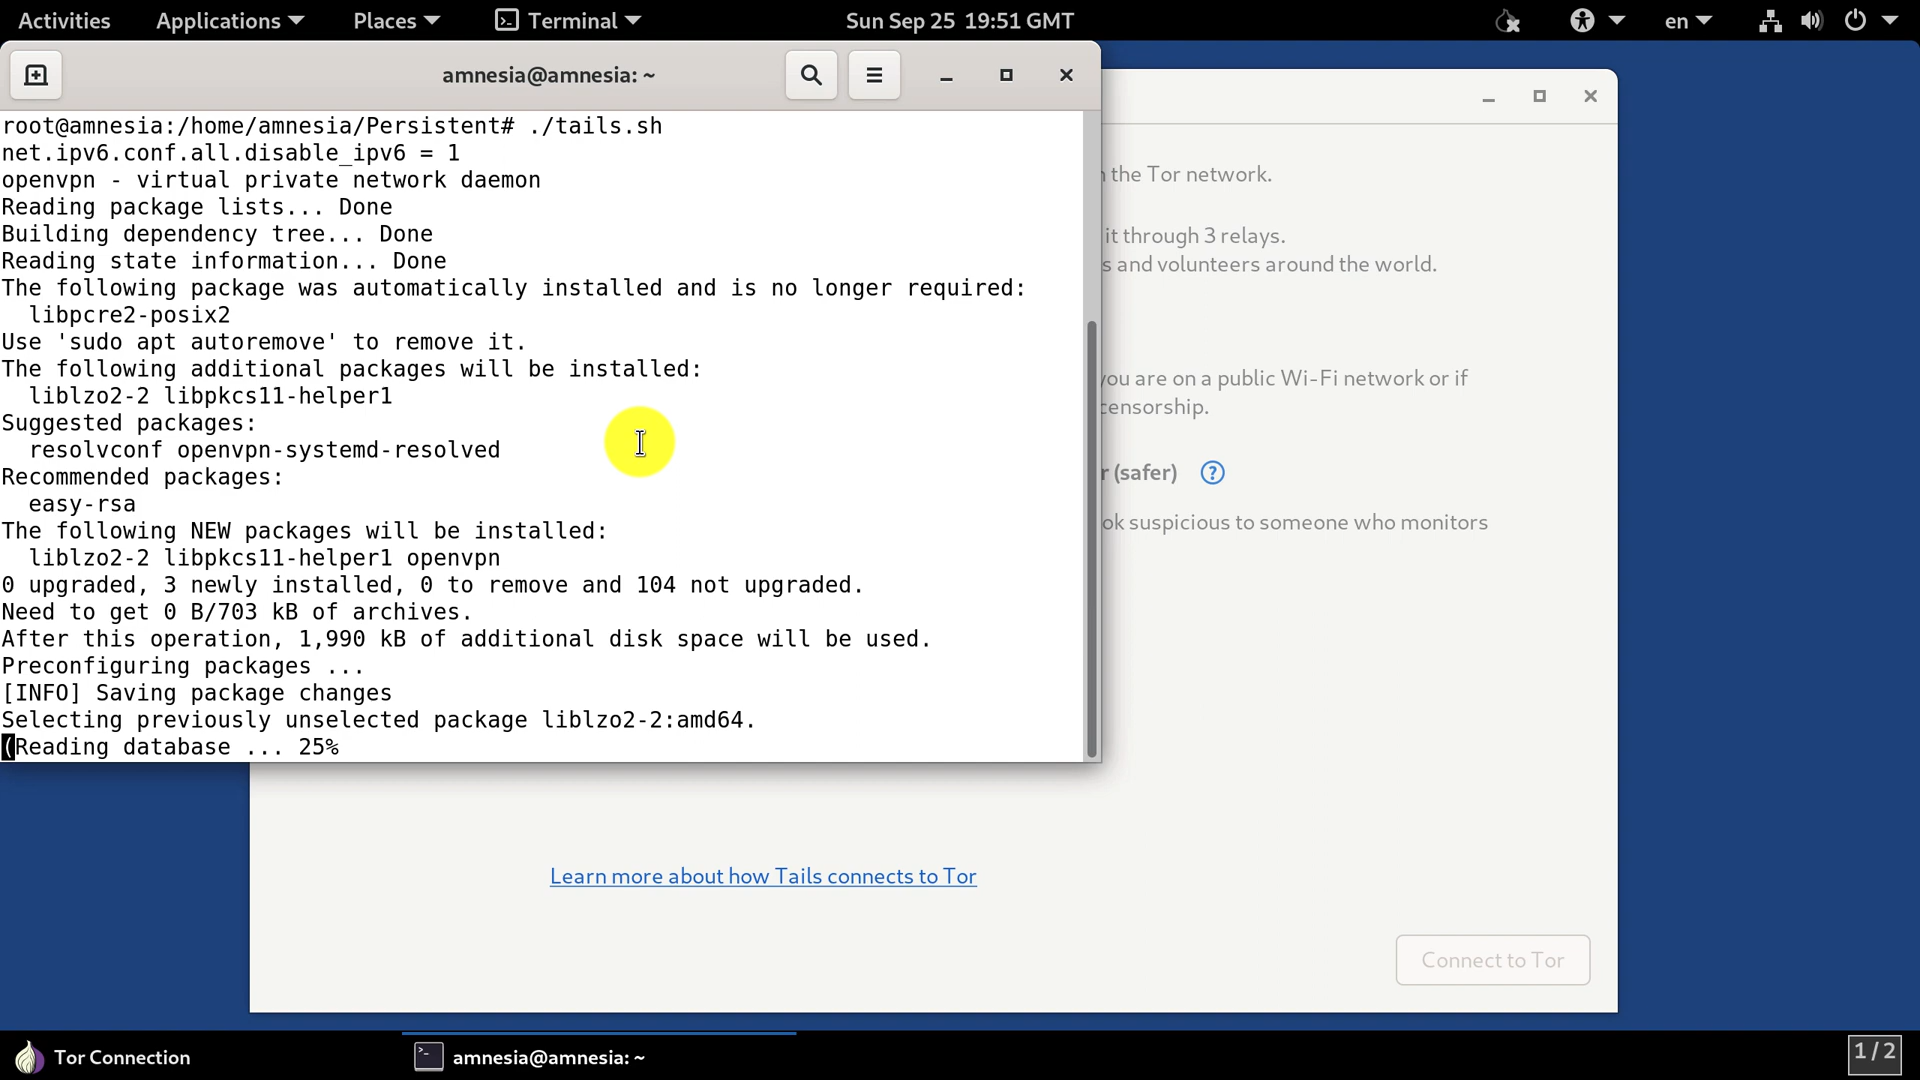 Activities Applications Places Terminal Sun Sep 25 19:51 GMT en
amnesia@amnesia: ~
root@amnesia:/home/amnesia/Persistent# ./tails.sh
net.ipv6.conf.all.disable_ipv6 = 1
openvpn - virtual private network daemon
Reading package lists... Done
Building dependency tree... Done
Reading state information... Done
The following package was automatically installed and is no longer required:
libpcre2-posix2
Use 'sudo apt autoremove' to remove it.
The following additional packages will be installed:
liblzo2-2 libpkcs11-helper1
Suggested packages:
resolvconf openvpn-systemd-resolved
Recommended packages:
easy-rsa
The following NEW packages will be installed:
liblzo2-2 libpkcs11-helper1 openvpn
0 upgraded, 3 newly installed, 0 to remove and 104 not upgraded.
Need to get 0 B/703 kB of archives.
After this operation, 1,990 kB of additional disk space will be used.
Preconfiguring packages ...
[INFO] Saving package changes
Selecting previously unselected package liblzo2-2:amd64.
(Reading database ... 25%
the Tor network.
it through 3 relays.
s and volunteers around the world.
you are on a public Wi-Fi network or if
censorship.
r (safer) ?
ok suspicious to someone who monitors
Learn more about how Tails connects to Tor
Connect to Tor
Tor Connection amnesia@amnesia: ~ 1/2